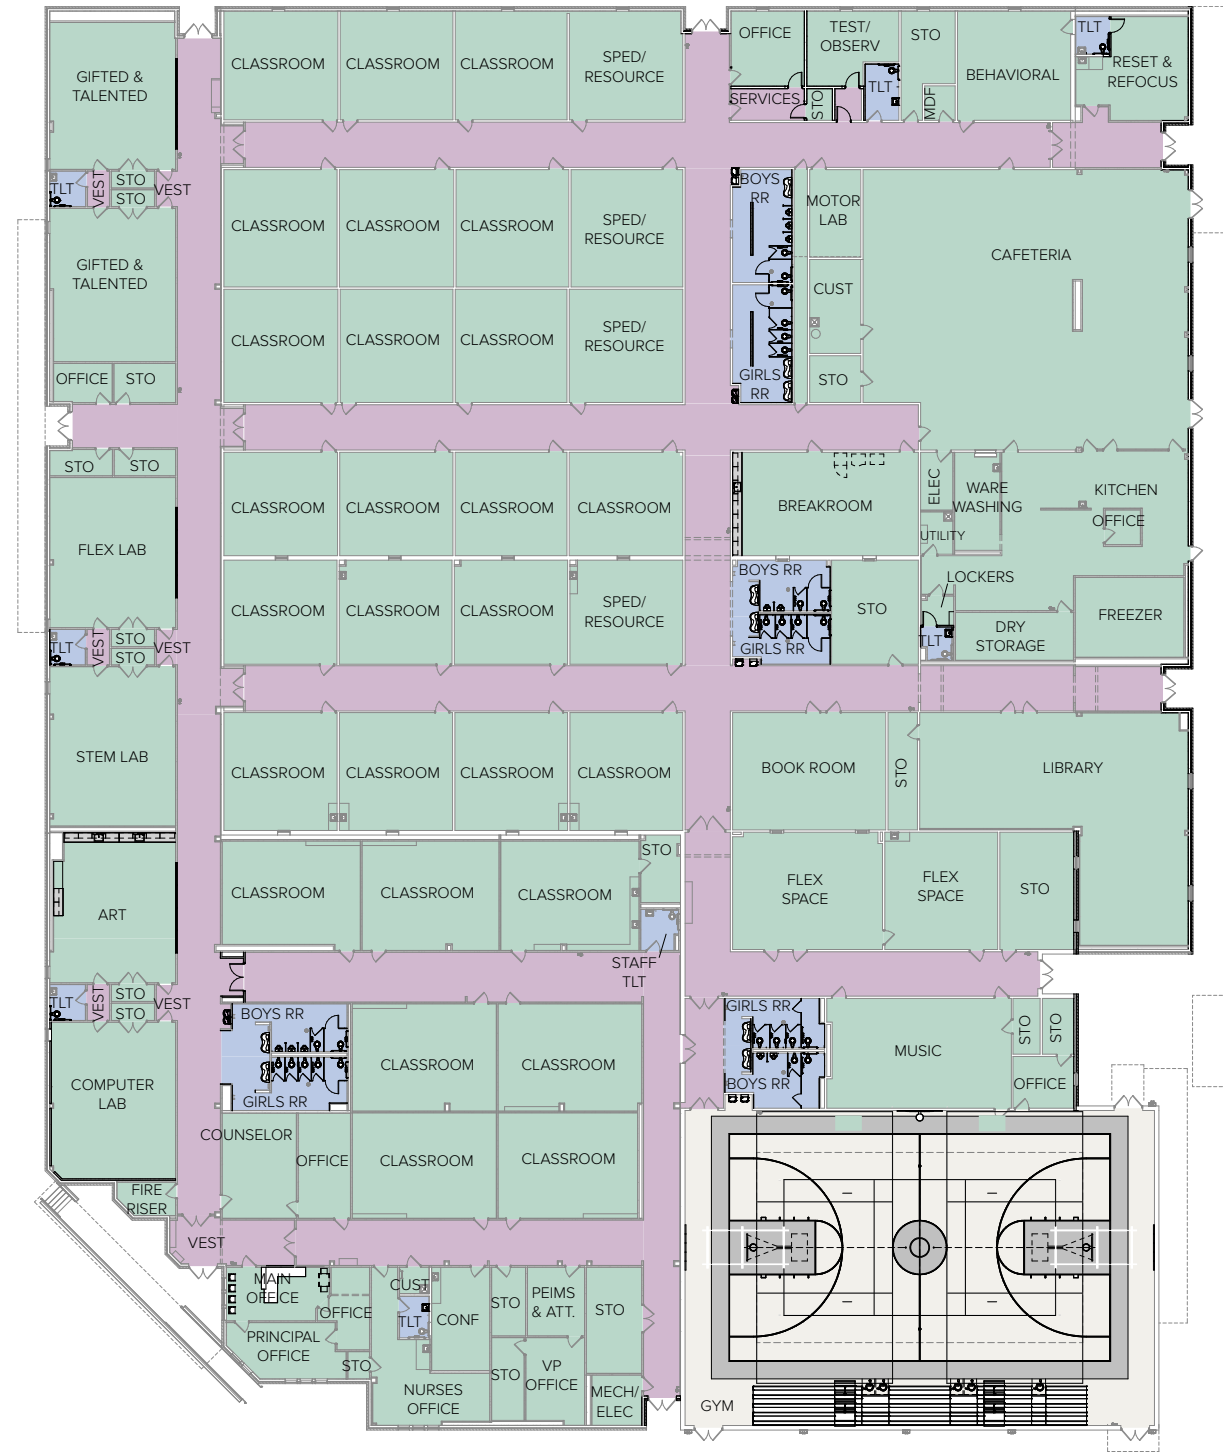 OFFICE
TEST/
OBSERV
STO
TLT
GIFTED &
TALENTED
CLASSROOM
CLASSROOM
CLASSROOM
SPED/
RESOURCE
BEHAVIORAL
RESET &
REFOCUS
SERVICES
STO
TLT
MDF
TLT
VEST
STO
STO
VEST
BOYS
RR
MOTOR
LAB
CLASSROOM
CLASSROOM
CLASSROOM
SPED/
RESOURCE
CAFETERIA
GIFTED &
TALENTED
CUST
CLASSROOM
CLASSROOM
CLASSROOM
SPED/
RESOURCE
GIRLS
RR
STO
OFFICE
STO
STO
STO
ELEC
WARE
WASHING
KITCHEN
OFFICE
CLASSROOM
CLASSROOM
CLASSROOM
CLASSROOM
BREAKROOM
UTILITY
FLEX LAB
BOYS RR
LOCKERS
CLASSROOM
CLASSROOM
CLASSROOM
SPED/
RESOURCE
STO
FREEZER
TLT
VEST
STO
STO
VEST
GIRLS RR
TLT
DRY
STORAGE
STEM LAB
CLASSROOM
CLASSROOM
CLASSROOM
CLASSROOM
BOOK ROOM
STO
LIBRARY
STO
CLASSROOM
CLASSROOM
CLASSROOM
FLEX
SPACE
FLEX
SPACE
STO
ART
STAFF
TLT
TLT
VEST
STO
STO
VEST
BOYS RR
GIRLS RR
STO
STO
CLASSROOM
CLASSROOM
MUSIC
COMPUTER
LAB
GIRLS RR
BOYS RR
OFFICE
COUNSELOR
OFFICE
CLASSROOM
CLASSROOM
FIRE
RISER
VEST
MAIN
OFFICE
OFFICE
CUST
TLT
CONF
STO
PEIMS
& ATT.
STO
PRINCIPAL
OFFICE
STO
STO
VP
OFFICE
NURSES
OFFICE
MECH/
ELEC
GYM